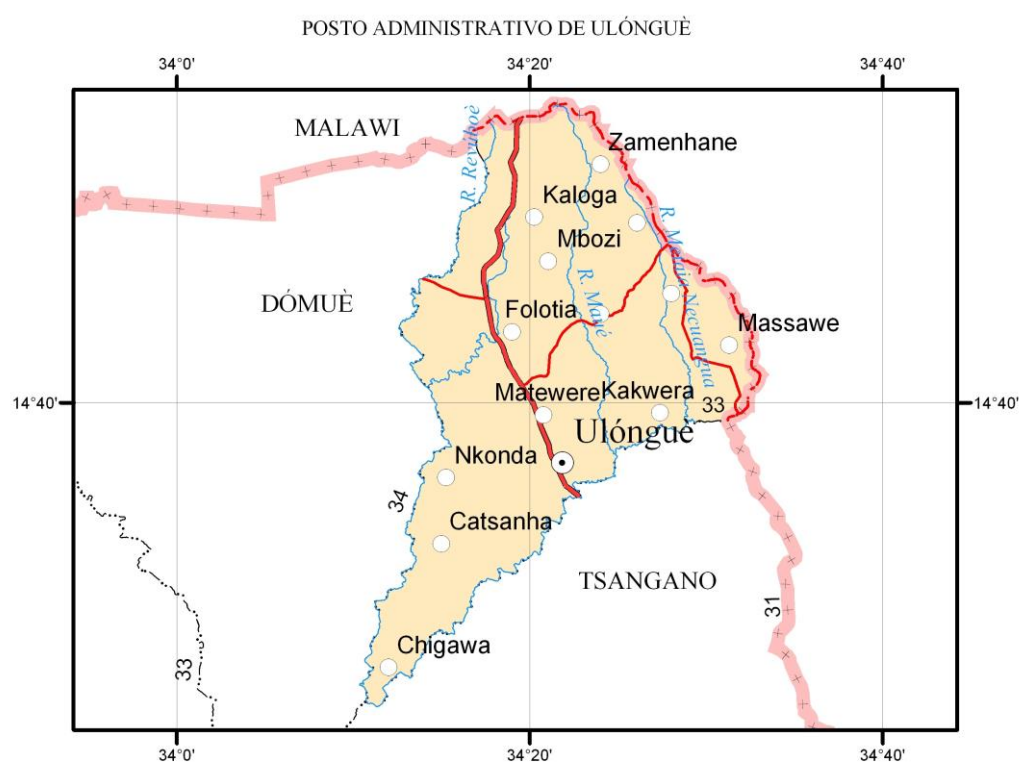 POSTO ADMINISTRATIVO DE ULÓNGUÈ
34°0'
34°20'
34°40'
MALAWI
R. Revuboè
Zamenhane
Kaloga
R. Mulnin Necuangua
Mbozi
DÓMUÈ
R. Mauè
Folotia
Massawe
14°40'
14°40'
Matewere
Kakwera
33
Ulónguè
Nkonda
34
Catsanha
TSANGANO
31
Chigawa
33
34°0'
34°20'
34°40'